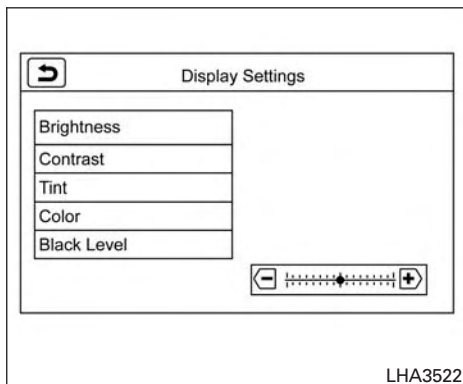 Display Settings
Brightness
Contrast
Tint
Color
Black Level
LHA3522